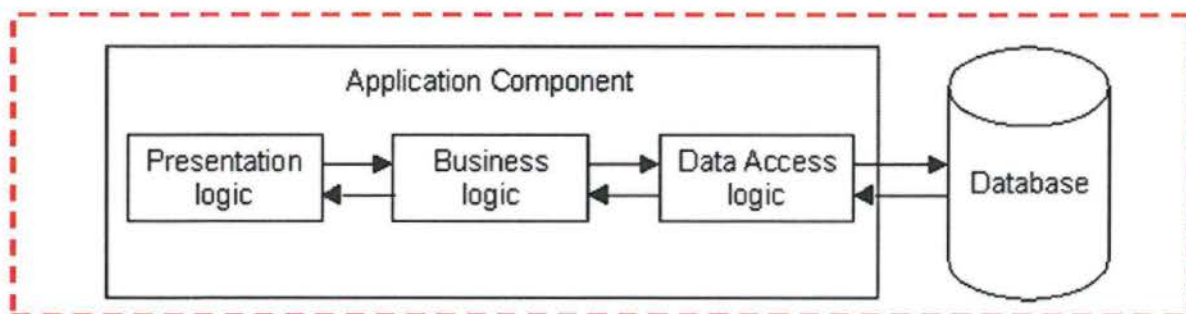 Application Component
Presentation
logic
Business
logic
Data Access
logic
Database